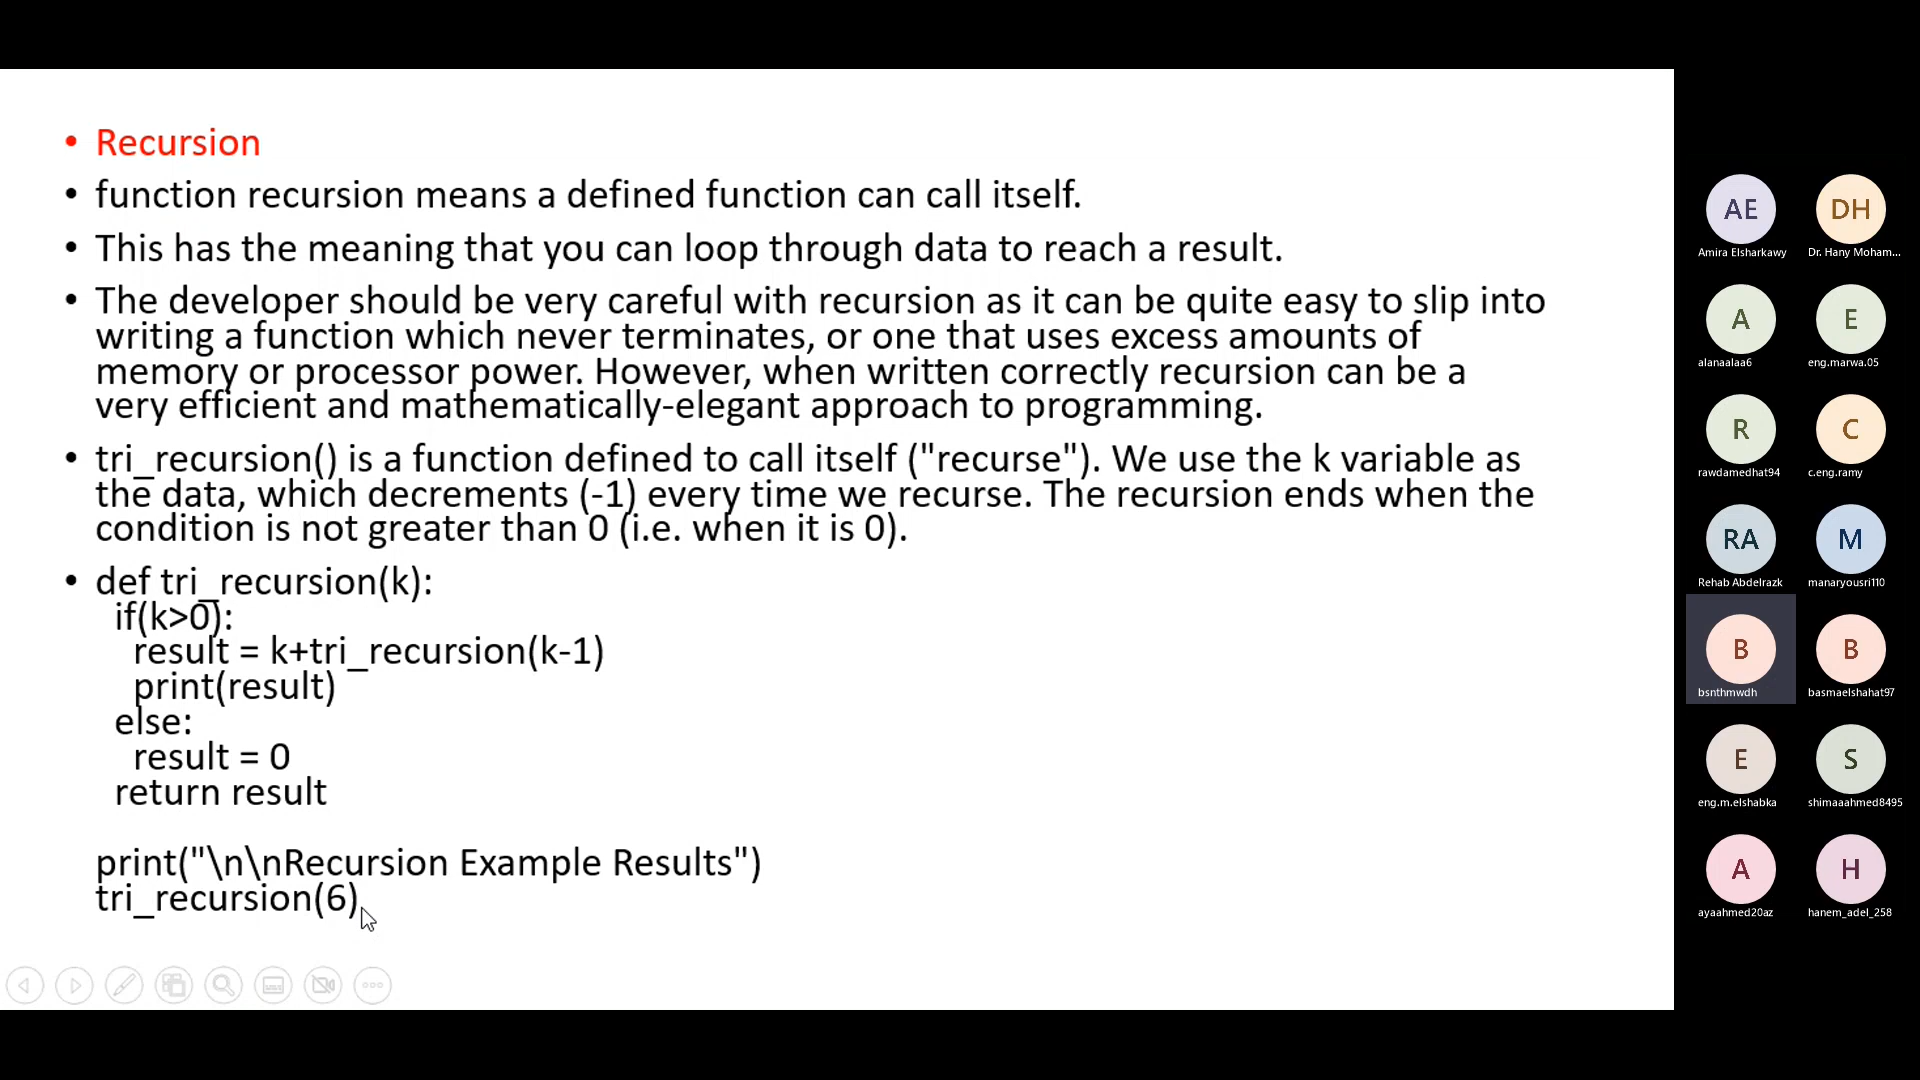 • Recursion
• function recursion means a defined function can call itself.
• This has the meaning that you can loop through data to reach a result.
• The developer should be very careful with recursion as it can be quite easy to slip into
writing a function which never terminates, or one that uses excess amounts of
memory or processor power. However, when written correctly recursion can be a
very efficient and mathematically-elegant approach to programming.
• tri_recursion() is a function defined to call itself ("recurse"). We use the k variable as
the data, which decrements (-1) every time we recurse. The recursion ends when the
condition is not greater than 0 (i.e. when it is 0).
• def tri_recursion(k):
if(k>0):
result = k+tri_recursion(k-1)
print(result)
else:
result = 0
return result
print("\n\nRecursion Example Results")
tri_recursion(6)
AE DH
Amira Elsharkawy Dr. Hany Moham...
A E
alanaalaa6 eng.marwa.05
R C
rawdamedhat94 c.eng.ramy
RA M
Rehab Abdelrazk manaryousri110
B B
bsnthmwdh basmaelshahat97
E S
eng.m.elshabka shimaaahmed8495
A H
ayaahmed20az hanem_adel_258